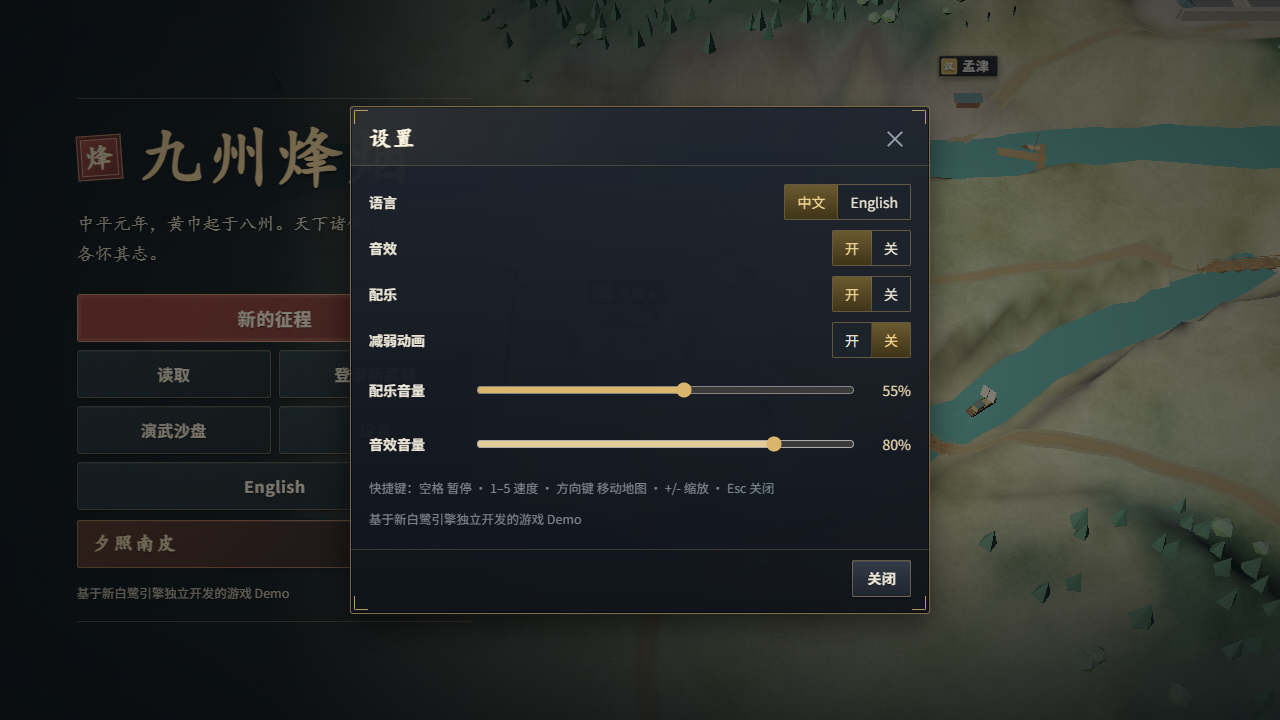 汉 孟津
烽 九州烽
中平元年，黄巾起于八州。天下诸
各怀其志。
新的征程
读取
登
演武沙盘
English
夕照南皮
基于新白鹭引擎独立开发的游戏 Demo
设置
语言 中文 English
音效 开 关
配乐 开 关
减弱动画 开 关
配乐音量 55%
音效音量 80%
快捷键：空格 暂停 · 1–5 速度 · 方向键 移动地图 · +/- 缩放 · Esc 关闭
基于新白鹭引擎独立开发的游戏 Demo
关闭